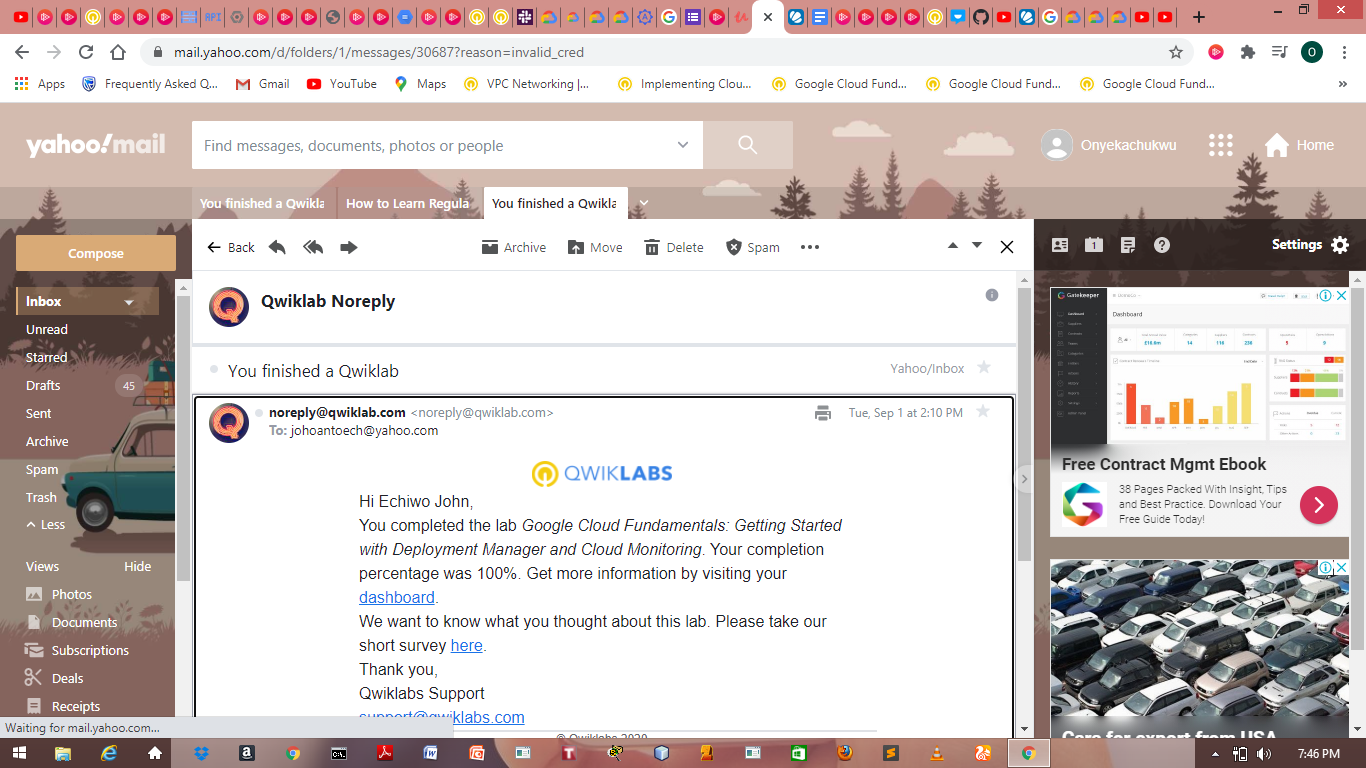 API
mail.yahoo.com/d/folders/1/messages/30687?reason=invalid_cred
O
Apps
Frequently Asked Q...
Gmail
YouTube
Maps
VPC Networking |...
Implementing Clou...
Google Cloud Fund...
Google Cloud Fund...
Google Cloud Fund...
yahoo!mail
Find messages, documents, photos or people
Onyekachukwu
Home
You finished a Qwikla
How to Learn Regula
You finished a Qwikla
Compose
Back
Archive
Move
Delete
Spam
1
Settings
Inbox
Unread
Starred
Drafts 45
Sent
Archive
Spam
Trash
Less
Views Hide
Photos
Documents
Subscriptions
Deals
Receipts
Qwiklab Noreply
You finished a Qwiklab
Yahoo/Inbox
noreply@qwiklab.com <noreply@qwiklab.com>
Tue, Sep 1 at 2:10 PM
To: johoantoech@yahoo.com
QWIKLABS
Hi Echiwo John,
You completed the lab Google Cloud Fundamentals: Getting Started
with Deployment Manager and Cloud Monitoring. Your completion
percentage was 100%. Get more information by visiting your
dashboard.
We want to know what you thought about this lab. Please take our
short survey here.
Thank you,
Qwiklabs Support
support@qwiklabs.com
© Qwiklabs 2020
Gatekeeper
Dashboard
Free Contract Mgmt Ebook
38 Pages Packed With Insight, Tips
and Best Practice. Download Your
Free Guide Today!
Cars for export from USA
Waiting for mail.yahoo.com...
7:46 PM